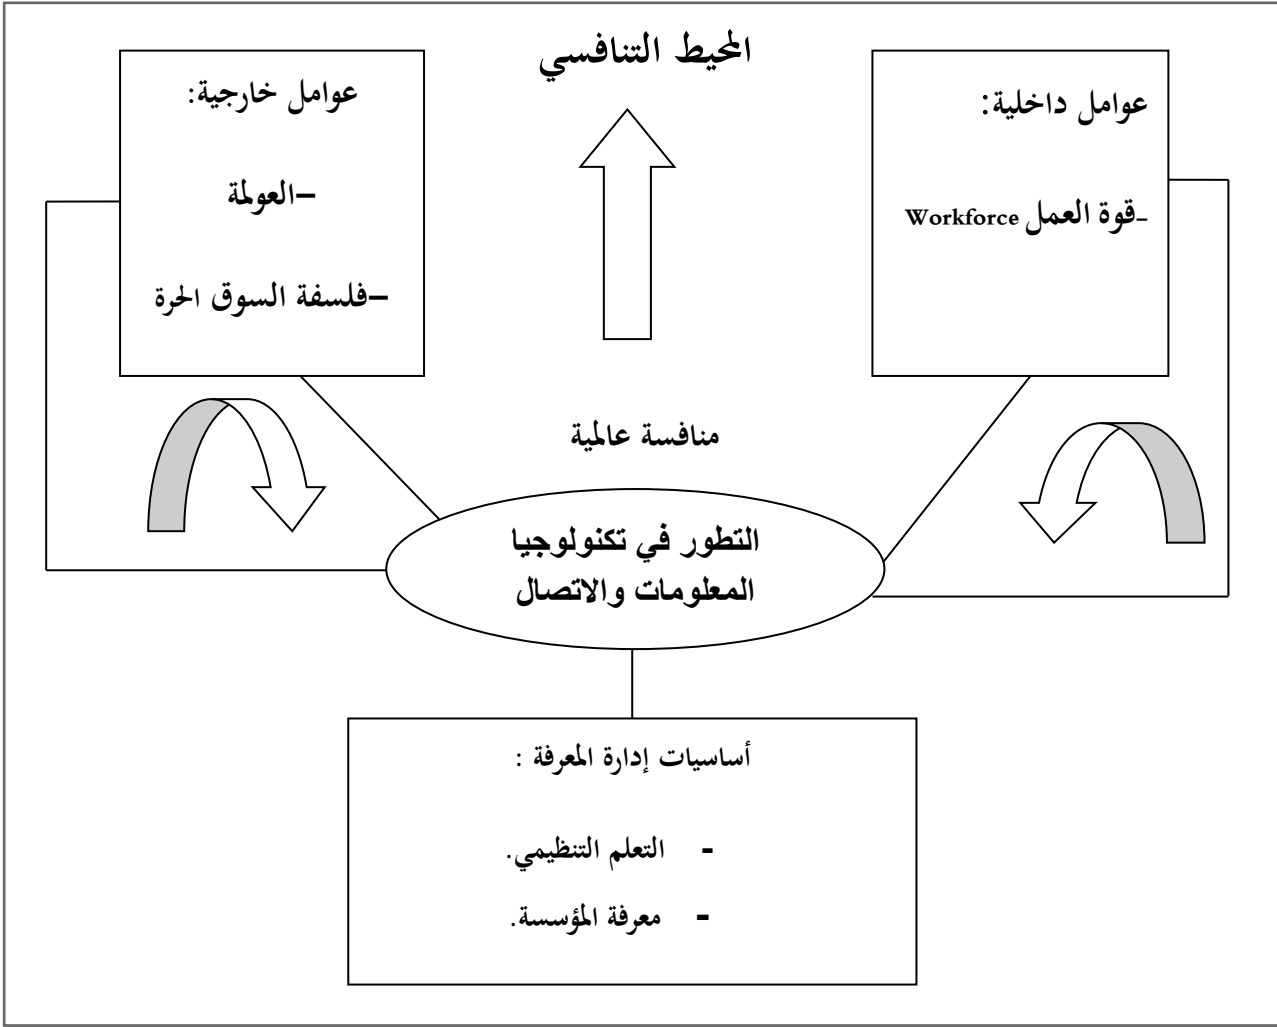 المحيط التنافسي
عوامل داخلية:
-قوة العمل Workforce
عوامل خارجية:
–العولمة
–فلسفة السوق الحرة
منافسة عالمية
التطور في تكنولوجيا
المعلومات والاتصال
أساسيات إدارة المعرفة :
- التعلم التنظيمي.
- معرفة المؤسسة.